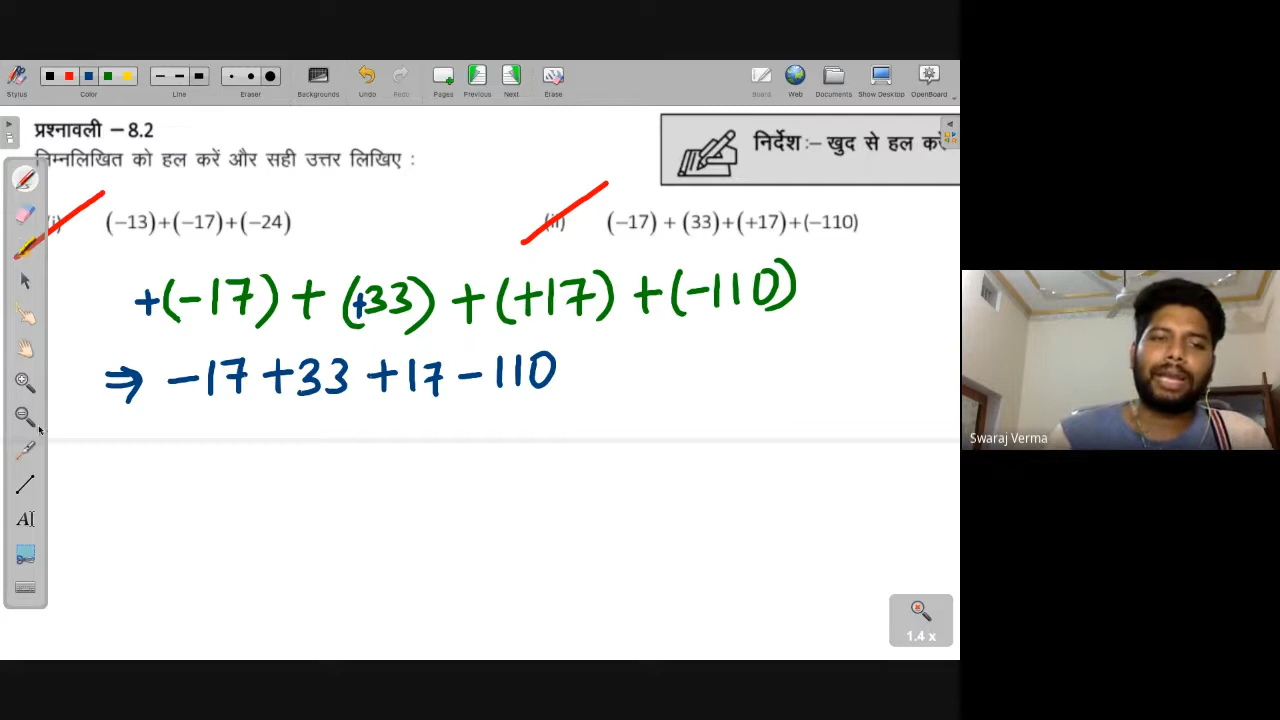 Stylus Color Line Eraser Backgrounds Undo Redo Pages Previous Next Erase Board Web Documents Show Desktop OpenBoard
प्रश्नावली –8.2
निम्नलिखित को हल करें और सही उत्तर लिखिए :
निर्देश :– खुद से हल करें
(i) (–13)+(–17)+(–24)
(ii) (–17) + (33)+(+17)+(–110)
+(-17) + (+33) + (+17) + (-110)
⇒ -17 +33 +17 -110
Swaraj Verma
AI
1.4 x